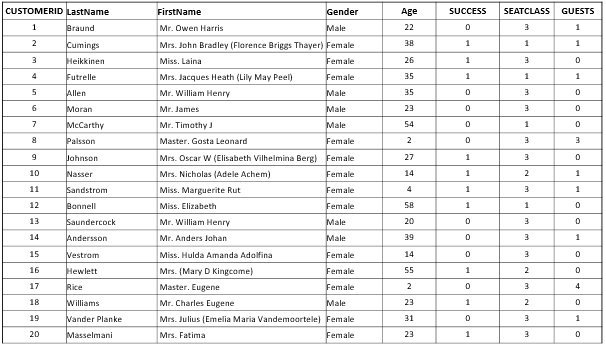 CUSTOMERID LastName FirstName Gender Age SUCCESS SEATCLASS GUESTS
1 Braund Mr. Owen Harris Male 22 0 3 1
2 Cumings Mrs. John Bradley (Florence Briggs Thayer) Female 38 1 1 1
3 Heikkinen Miss. Laina Female 26 1 3 0
4 Futrelle Mrs. Jacques Heath (Lily May Peel) Female 35 1 1 1
5 Allen Mr. William Henry Male 35 0 3 0
6 Moran Mr. James Male 23 0 3 0
7 McCarthy Mr. Timothy J Male 54 0 1 0
8 Palsson Master. Gosta Leonard Female 2 0 3 3
9 Johnson Mrs. Oscar W (Elisabeth Vilhelmina Berg) Female 27 1 3 0
10 Nasser Mrs. Nicholas (Adele Achem) Female 14 1 2 1
11 Sandstrom Miss. Marguerite Rut Female 4 1 3 1
12 Bonnell Miss. Elizabeth Female 58 1 1 0
13 Saundercock Mr. William Henry Male 20 0 3 0
14 Andersson Mr. Anders Johan Male 39 0 3 1
15 Vestrom Miss. Hulda Amanda Adolfina Female 14 0 3 0
16 Hewlett Mrs. (Mary D Kingcome) Female 55 1 2 0
17 Rice Master. Eugene Female 2 0 3 4
18 Williams Mr. Charles Eugene Male 23 1 2 0
19 Vander Planke Mrs. Julius (Emelia Maria Vandemoortele) Female 31 0 3 1
20 Masselmani Mrs. Fatima Female 23 1 3 0